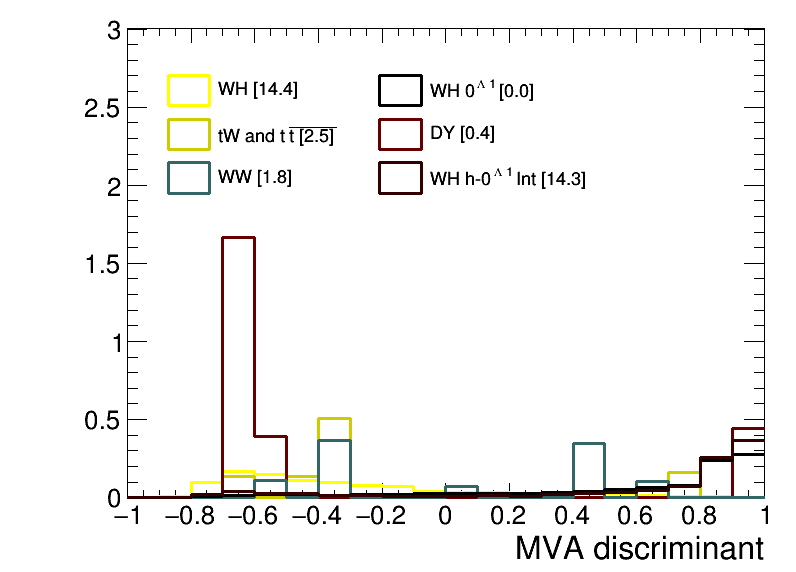 3
2.5
2
1.5
1
0.5
0
WH [14.4]
WH 0^Λ1 [0.0]
tW and t t̅ [2.5]
DY [0.4]
WW [1.8]
WH h-0^Λ1 Int [14.3]
−1 −0.8 −0.6 −0.4 −0.2 0 0.2 0.4 0.6 0.8 1
MVA discriminant